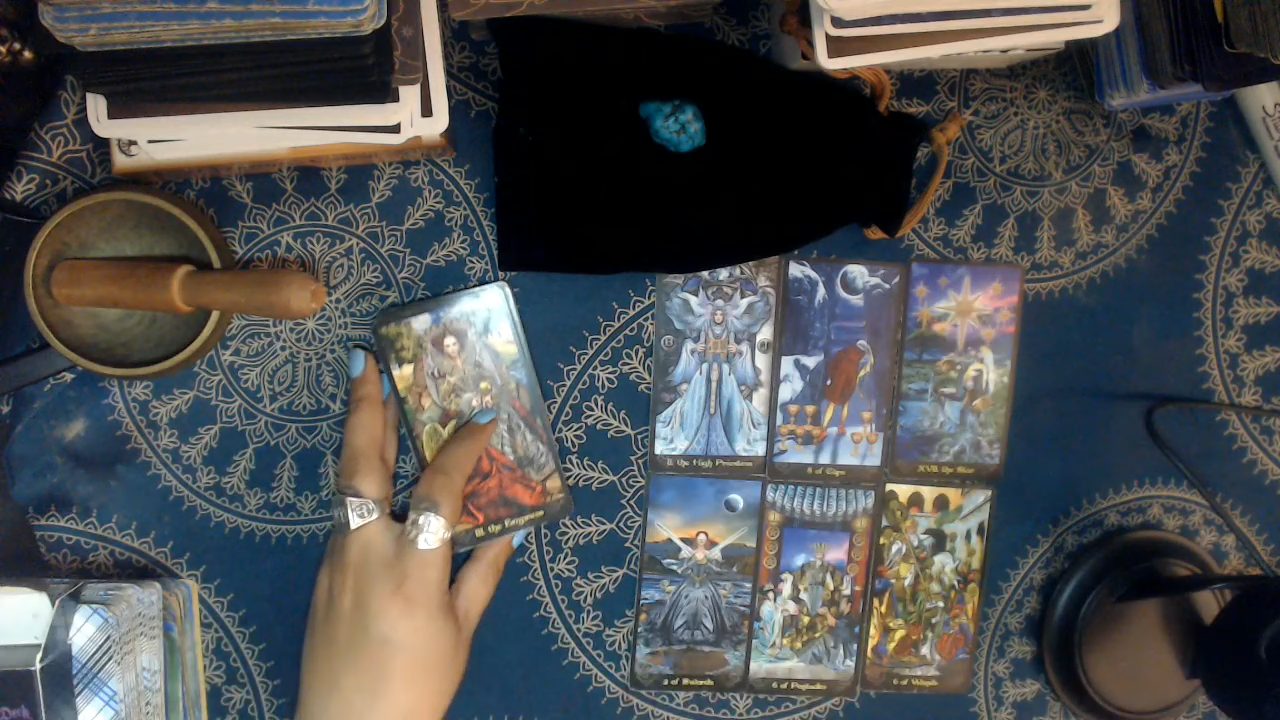 II. the High Priestess
8 of Cups
XVII. the Star
III. the Empress
2 of Swords
6 of Pentacles
6 of Wands